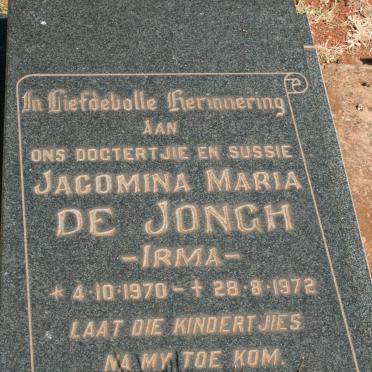 In Liefdevolle Herinnering
AAN
ONS DOGTERTJIE EN SUSSIE
JACOMINA MARIA
DE JONGH
-IRMA-
* 4·10·1970 - † 28·8·1972
LAAT DIE KINDERTJIES
NA MY TOE KOM.